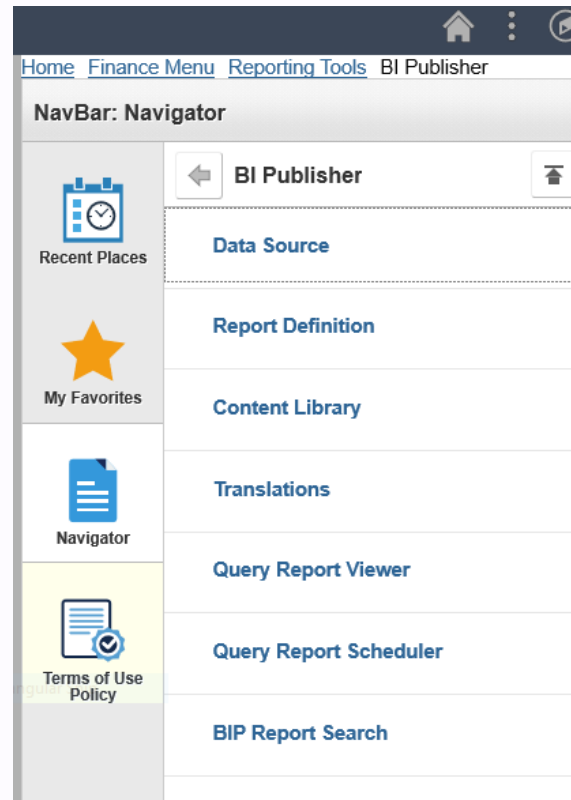 Home Finance Menu Reporting Tools BI Publisher
NavBar: Navigator
BI Publisher
Recent Places
My Favorites
Navigator
Terms of Use
Policy
Data Source
Report Definition
Content Library
Translations
Query Report Viewer
Query Report Scheduler
BIP Report Search